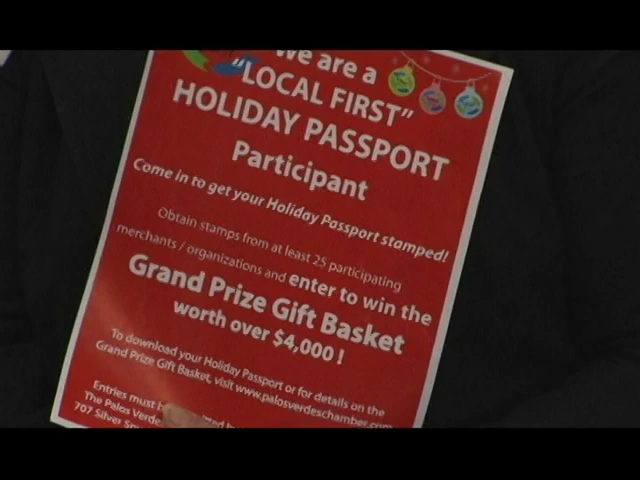 We are a
"LOCAL FIRST"
HOLIDAY PASSPORT
Participant
Come in to get your Holiday Passport stamped!
Obtain stamps from at least 25 participating
merchants / organizations and enter to win the
Grand Prize Gift Basket
worth over $4,000 !
To download your Holiday Passport or for details on the
Grand Prize Gift Basket, visit www.palosverdeschamber.com
Entries must
The Palos
707 Silver